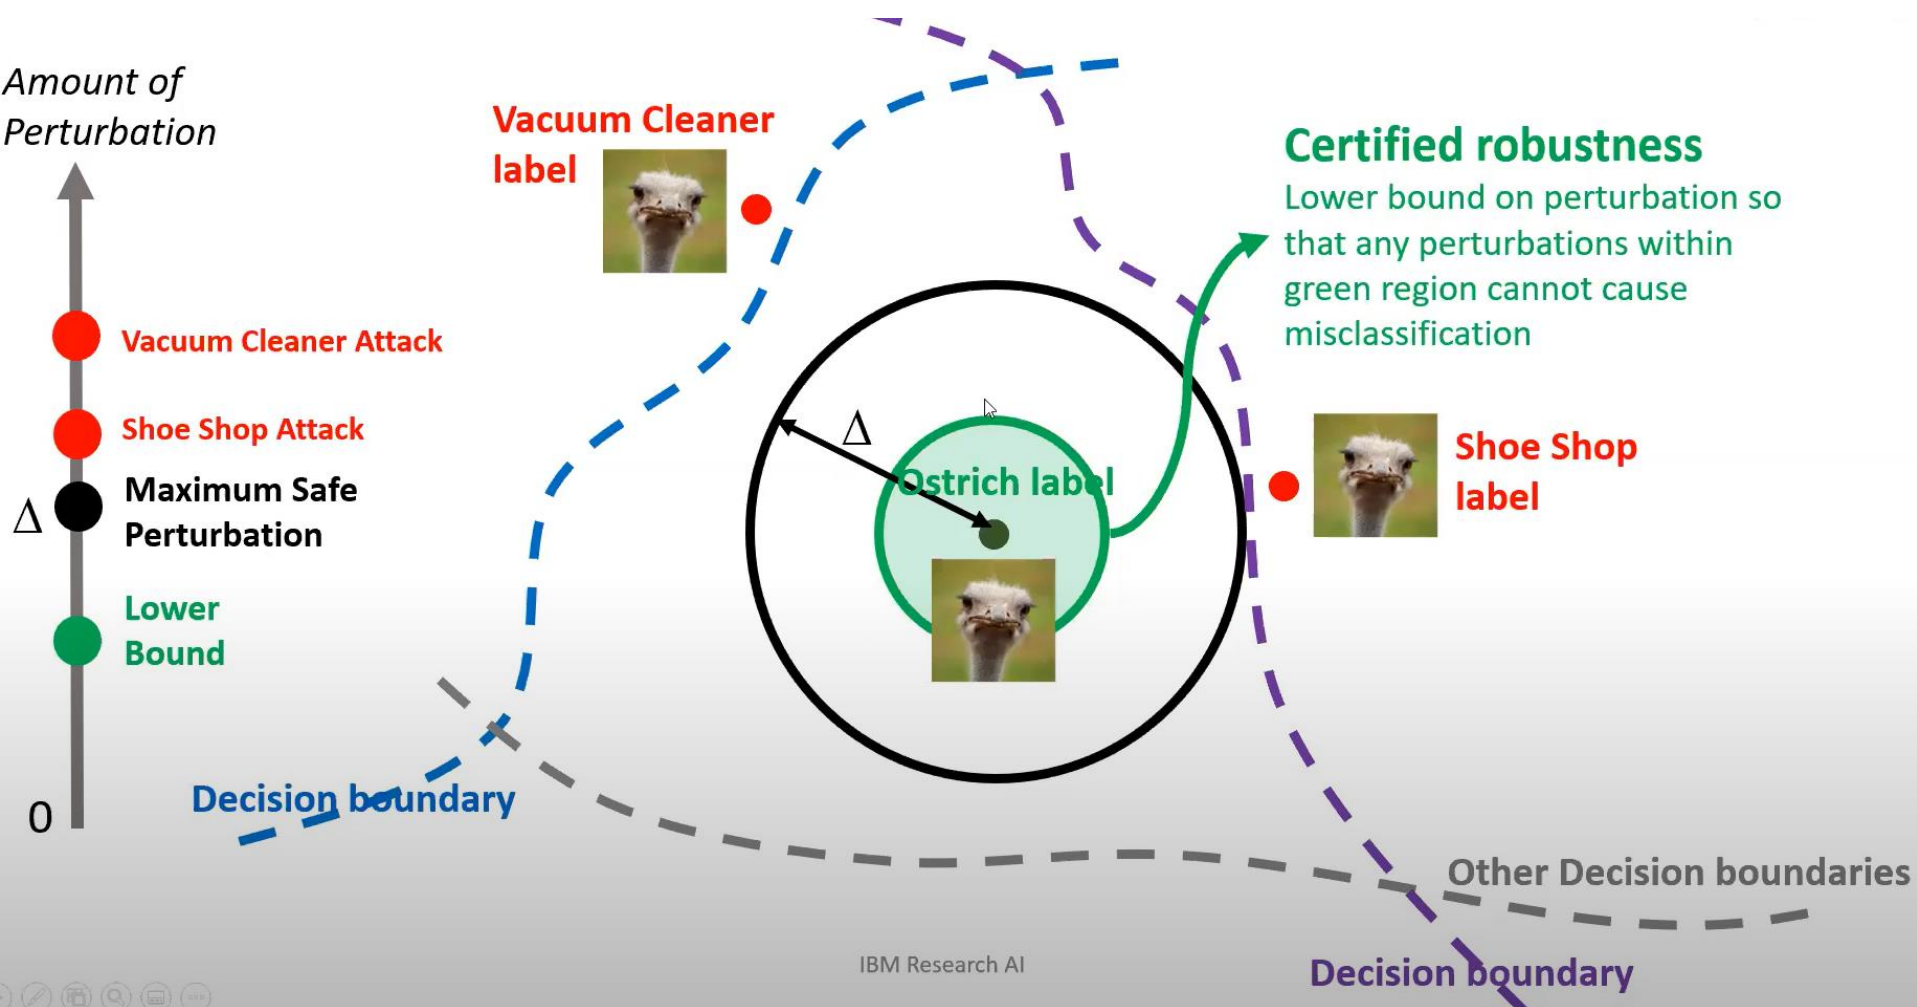 Amount of
Perturbation
Vacuum Cleaner
label
Certified robustness
Lower bound on perturbation so
that any perturbations within
green region cannot cause
misclassification
Vacuum Cleaner Attack
Shoe Shop Attack
Maximum Safe
Perturbation
Δ
Lower
Bound
0
Δ
Ostrich label
Shoe Shop
label
Decision boundary
Other Decision boundaries
Decision boundary
IBM Research AI